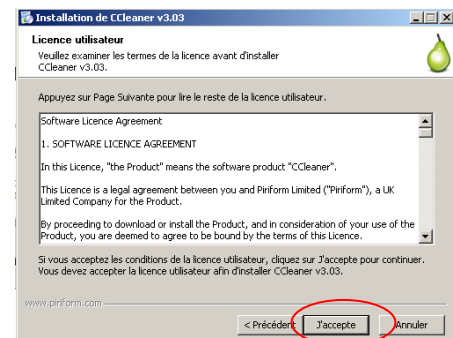 Installation de CCleaner v3.03
Licence utilisateur
Veuillez examiner les termes de la licence avant d'installer
CCleaner v3.03.
Appuyez sur Page Suivante pour lire le reste de la licence utilisateur.
Software Licence Agreement
1. SOFTWARE LICENCE AGREEMENT
In this Licence, "the Product" means the software product "CCleaner".
This Licence is a legal agreement between you and Piriform Limited ("Piriform"), a UK
Limited Company for the Product.
By proceeding to download or install the Product, and in consideration of your use of the
Product, you are deemed to agree to be bound by the terms of this Licence.
Si vous acceptez les conditions de la licence utilisateur, cliquez sur J'accepte pour continuer.
Vous devez accepter la licence utilisateur afin d'installer CCleaner v3.03.
www.piriform.com
< Précédent J'accepte Annuler